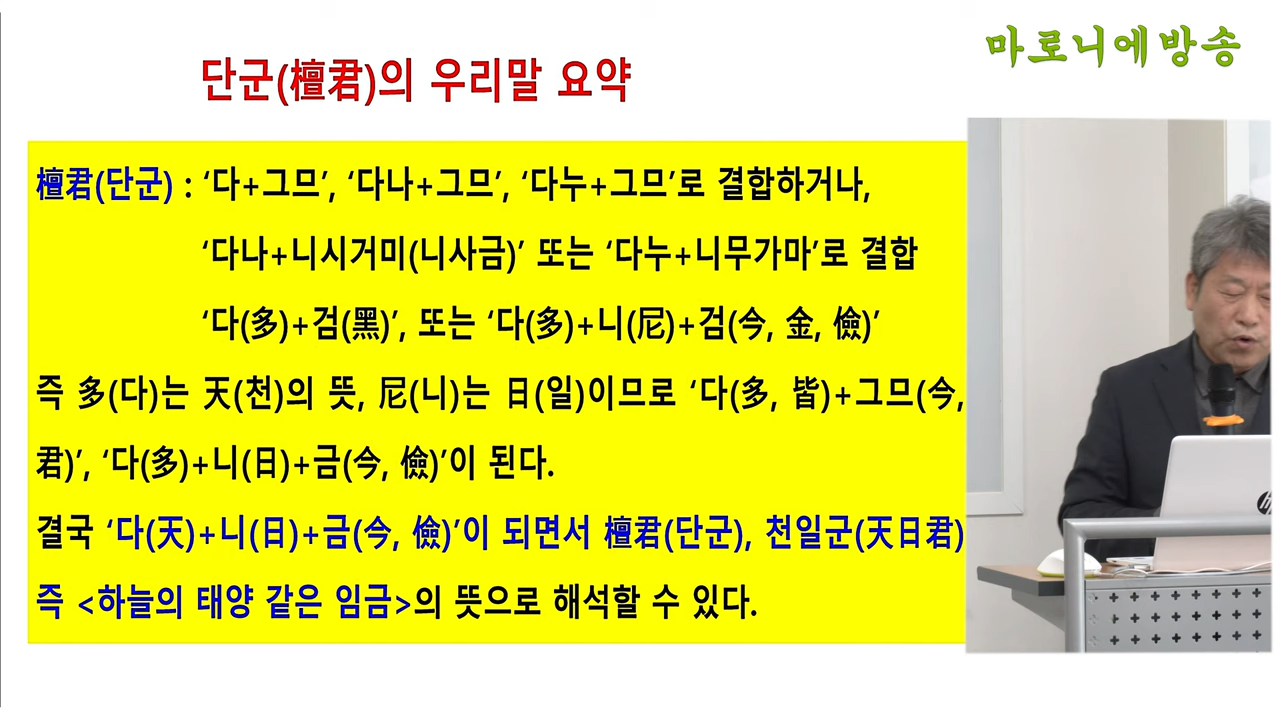 마로니에방송
단군(檀君)의 우리말 요약
檀君(단군) : ‘다+그므’, ‘다나+그므’, ‘다누+그므’로 결합하거나,
‘다나+니시거미(니사금)’ 또는 ‘다누+니무가마’로 결합
‘다(多)+검(黑)’, 또는 ‘다(多)+니(尼)+검(今, 金, 儉)’
즉 多(다)는 天(천)의 뜻, 尼(니)는 日(일)이므로 ‘다(多, 皆)+그므(今,
君)’, ‘다(多)+니(日)+금(今, 儉)’이 된다.
결국 ‘다(天)+니(日)+금(今, 儉)’이 되면서 檀君(단군), 천일군(天日君)
즉 <하늘의 태양 같은 임금>의 뜻으로 해석할 수 있다.